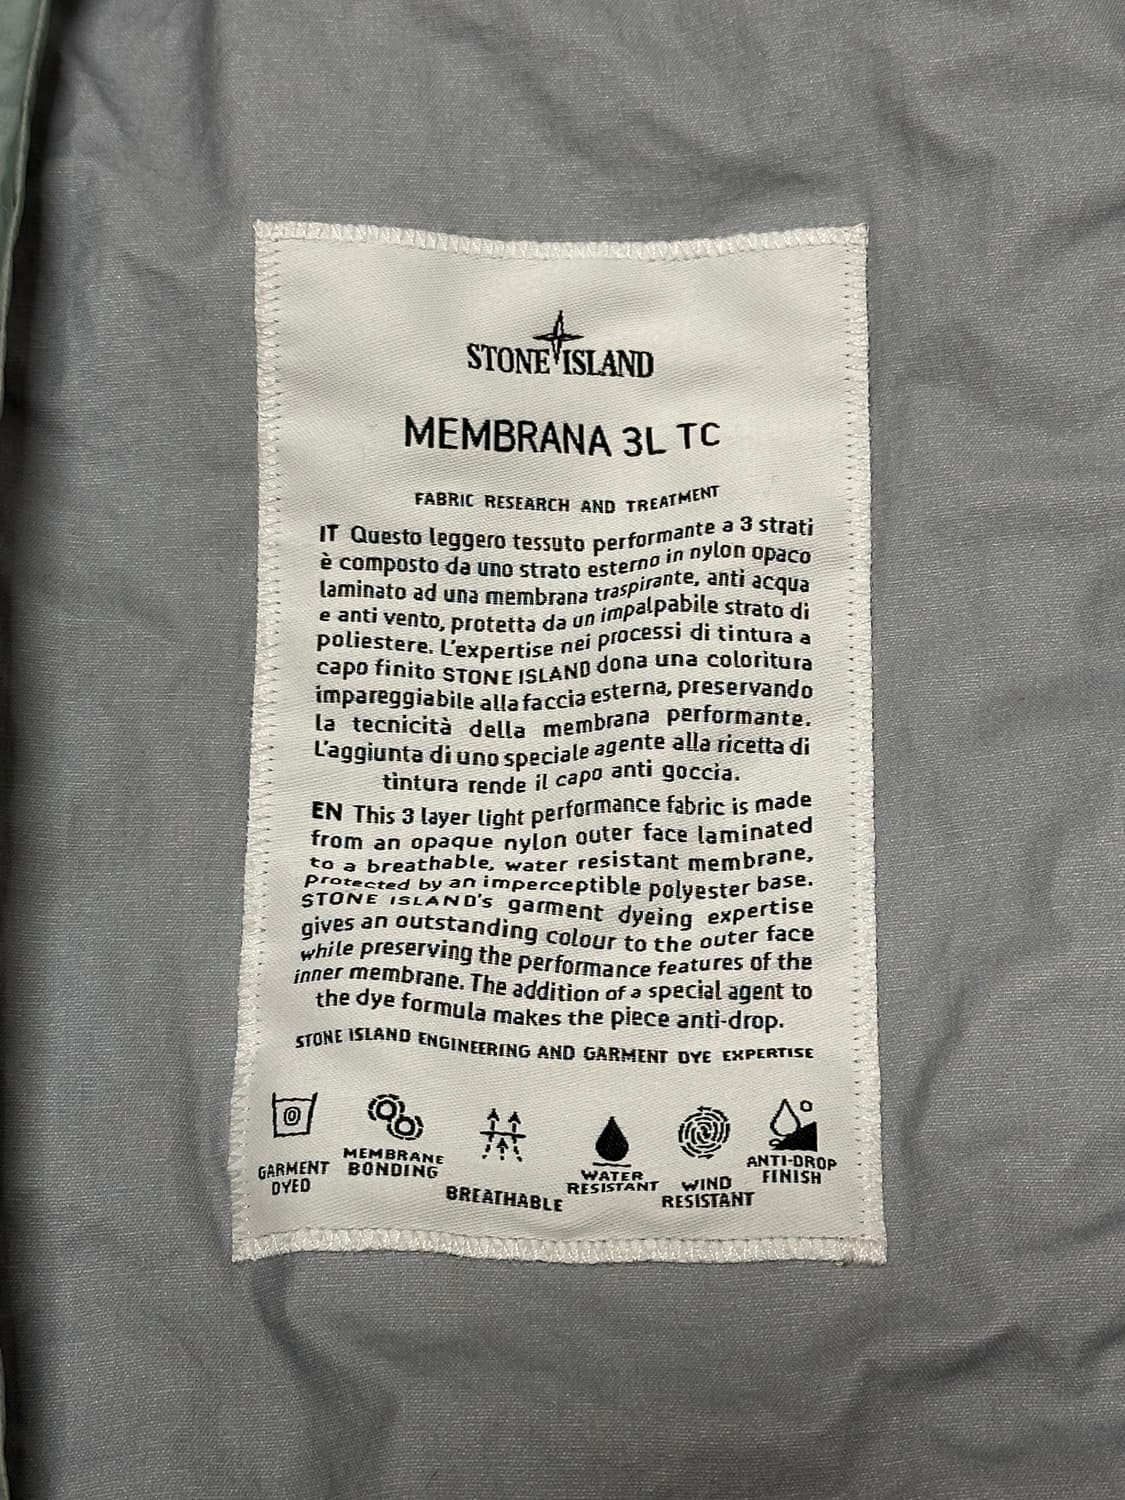 STONE ISLAND
MEMBRANA 3L TC
FABRIC RESEARCH AND TREATMENT
IT Questo leggero tessuto performante a 3 strati
è composto da uno strato esterno in nylon opaco
laminato ad una membrana traspirante, anti acqua
e anti vento, protetta da un impalpabile strato di
poliestere. L'expertise nei processi di tintura a
capo finito STONE ISLAND dona una coloritura
impareggiabile alla faccia esterna, preservando
la tecnicità della membrana performante.
L'aggiunta di uno speciale agente alla ricetta di
tintura rende il capo anti goccia.
EN This 3 layer light performance fabric is made
from an opaque nylon outer face laminated
to a breathable, water resistant membrane,
protected by an imperceptible polyester base.
STONE ISLAND's garment dyeing expertise
gives an outstanding colour to the outer face
while preserving the performance features of the
inner membrane. The addition of a special agent to
the dye formula makes the piece anti-drop.
STONE ISLAND ENGINEERING AND GARMENT DYE EXPERTISE
GARMENT
DYED
MEMBRANE
BONDING
BREATHABLE
WATER
RESISTANT
WIND
RESISTANT
ANTI-DROP
FINISH